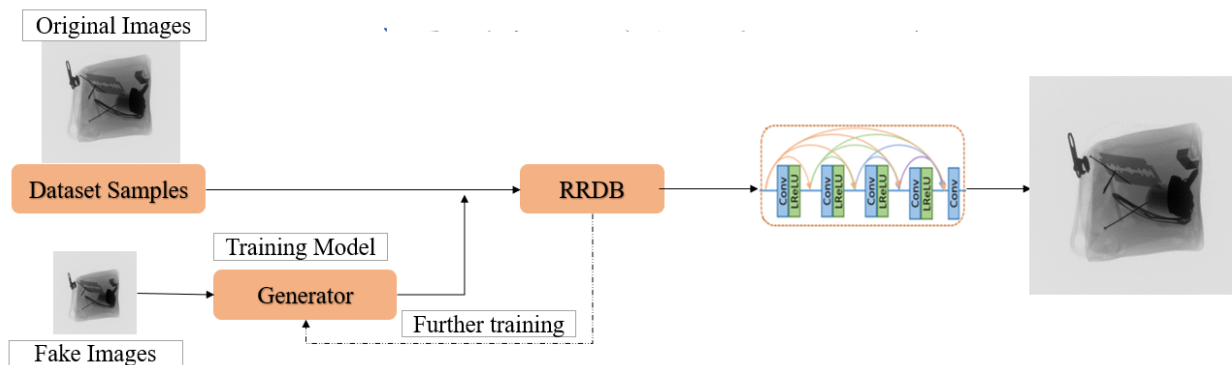 Original Images
Dataset Samples
RRDB
Conv
LReLU
Conv
LReLU
Conv
LReLU
Conv
LReLU
Conv
Training Model
Generator
Further training
Fake Images